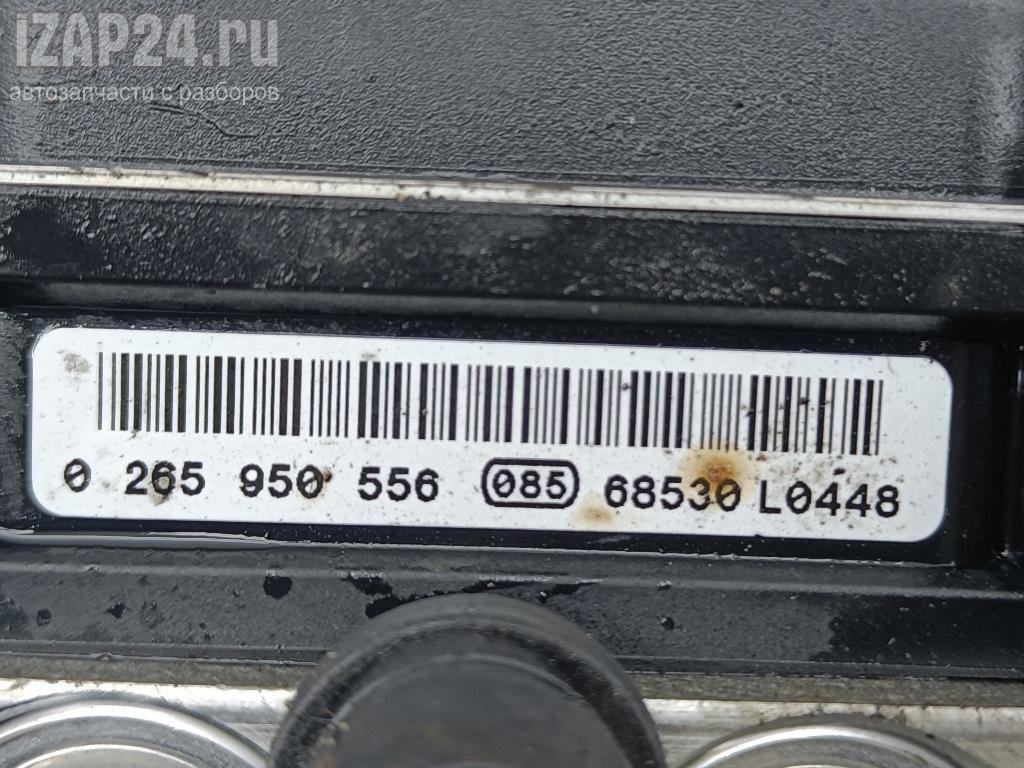 IZAP24.ru
автозапчасти с разборов
0 265 950 556 085 68530 L0448